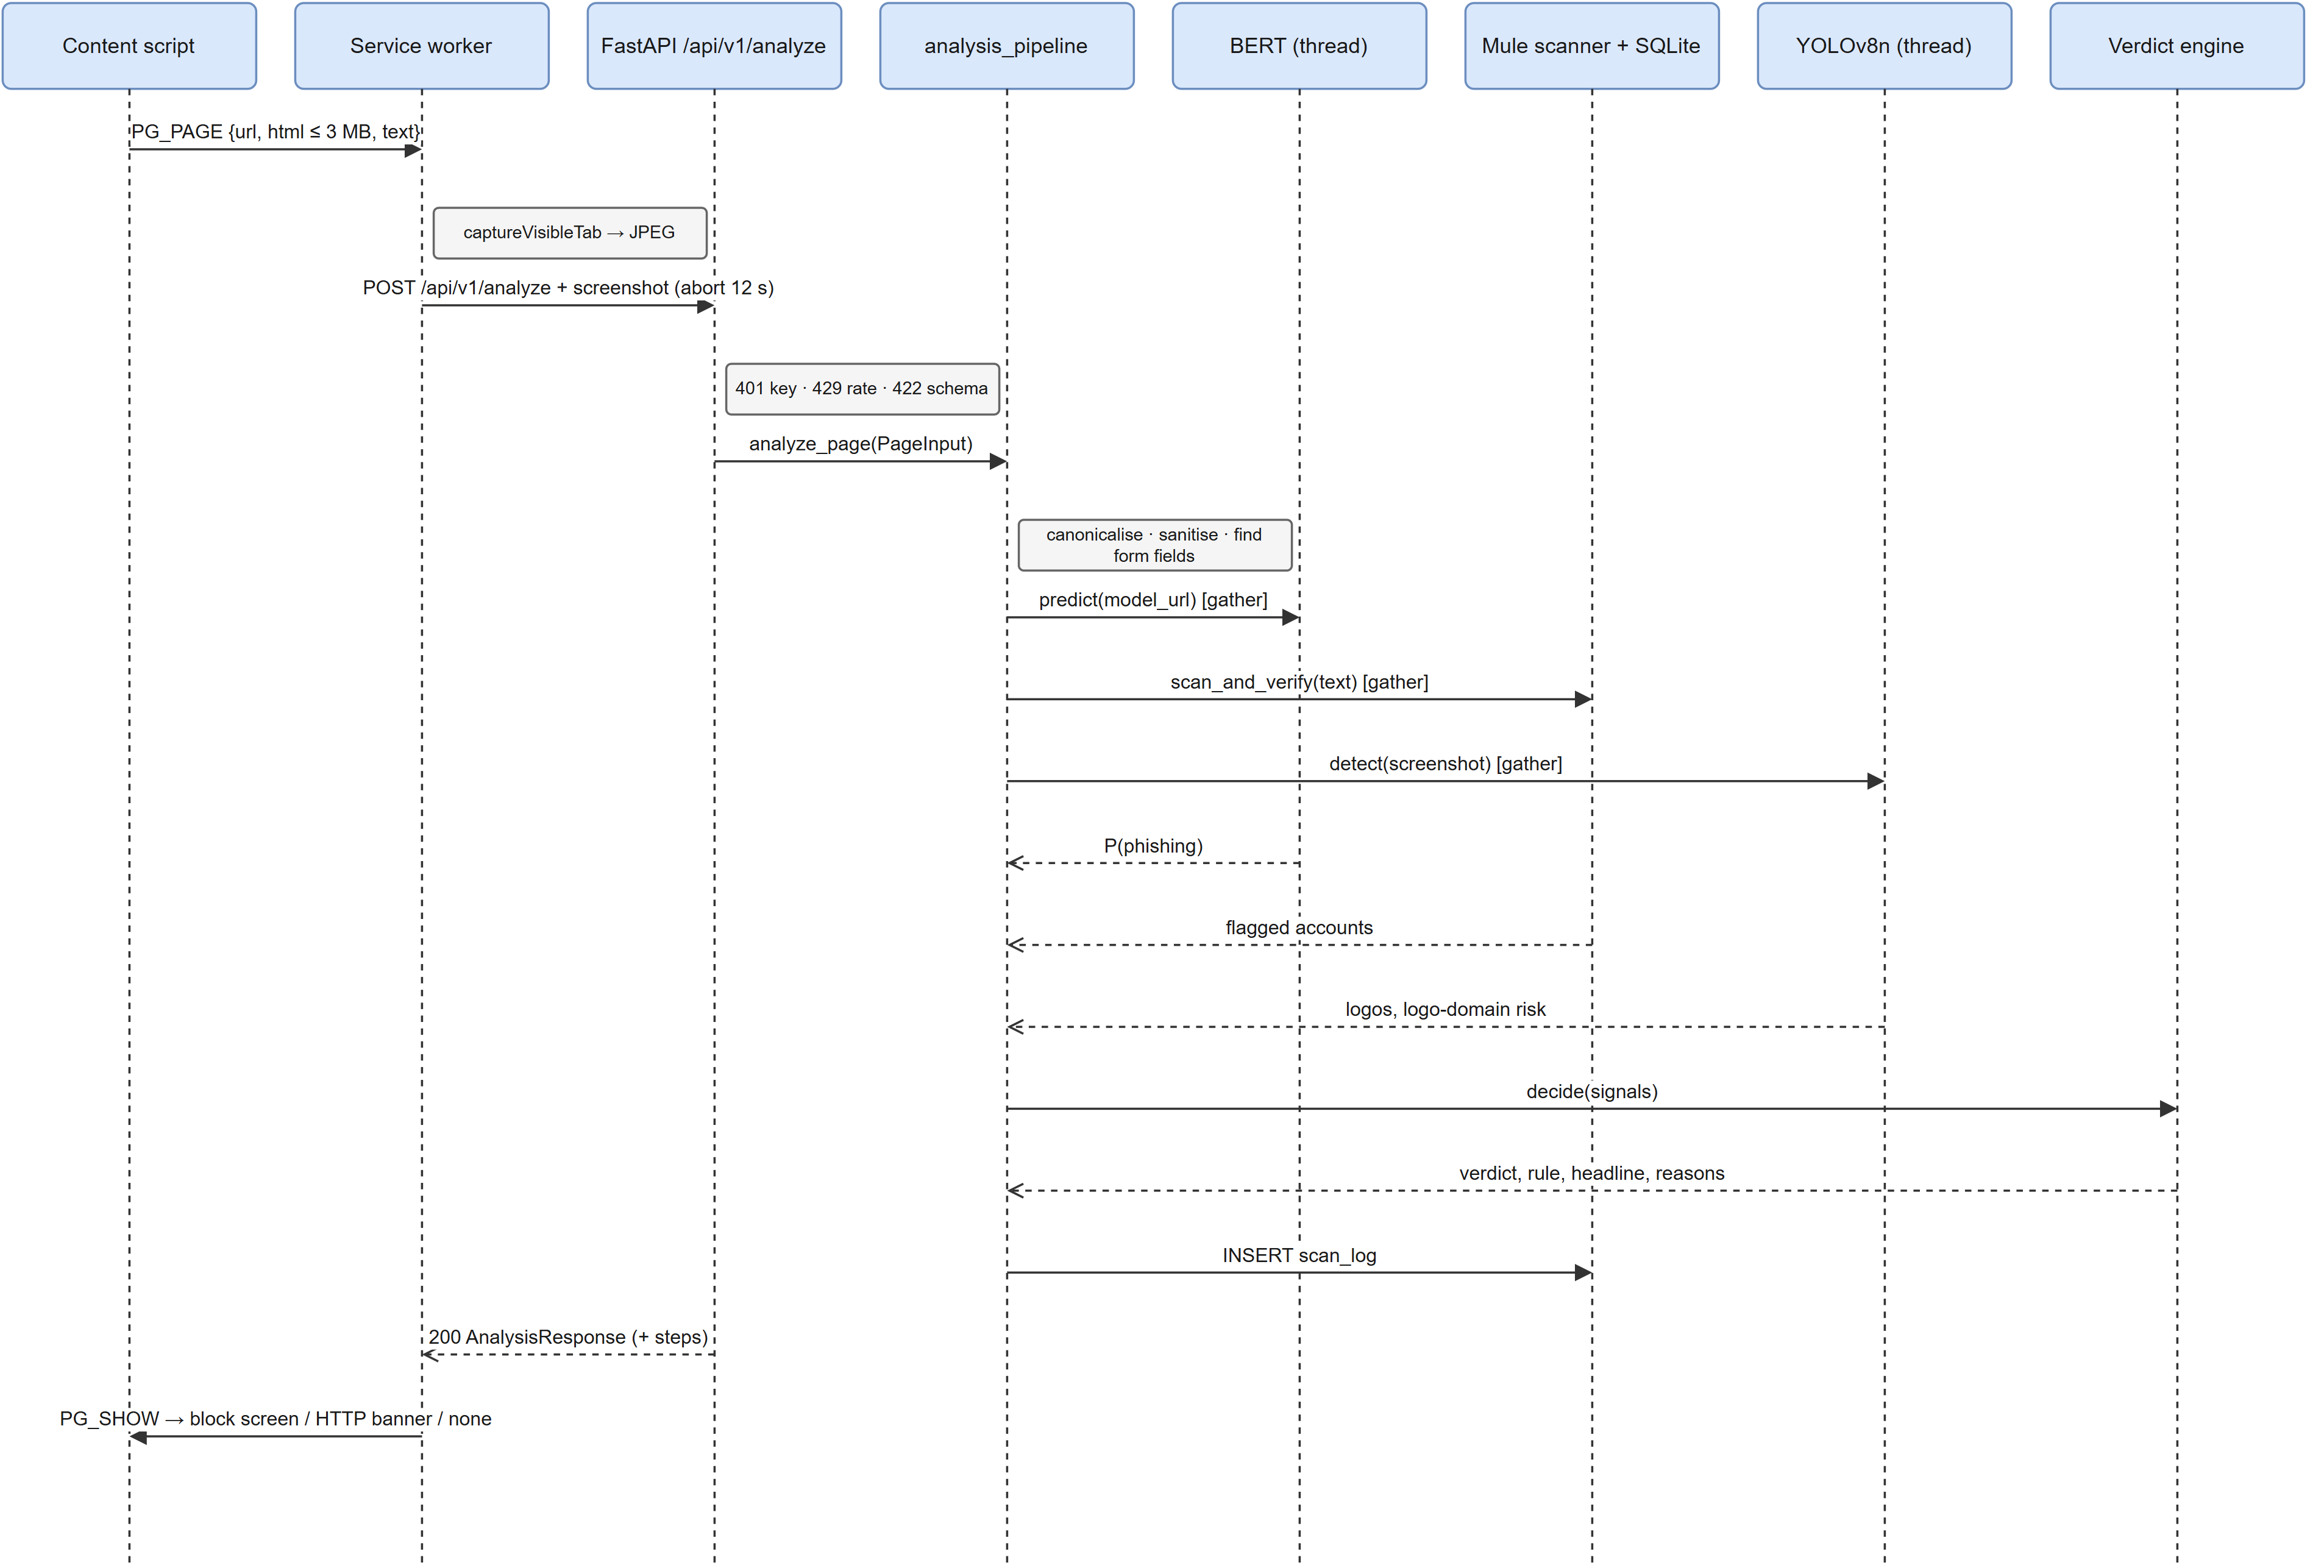 Content script
Service worker
FastAPI /api/v1/analyze
analysis_pipeline
BERT (thread)
Mule scanner + SQLite
YOLOv8n (thread)
Verdict engine
PG_PAGE {url, html ≤ 3 MB, text}
captureVisibleTab → JPEG
POST /api/v1/analyze + screenshot (abort 12 s)
401 key · 429 rate · 422 schema
analyze_page(PageInput)
canonicalise · sanitise · find
form fields
predict(model_url) [gather]
scan_and_verify(text) [gather]
detect(screenshot) [gather]
P(phishing)
flagged accounts
logos, logo-domain risk
decide(signals)
verdict, rule, headline, reasons
INSERT scan_log
200 AnalysisResponse (+ steps)
PG_SHOW → block screen / HTTP banner / none